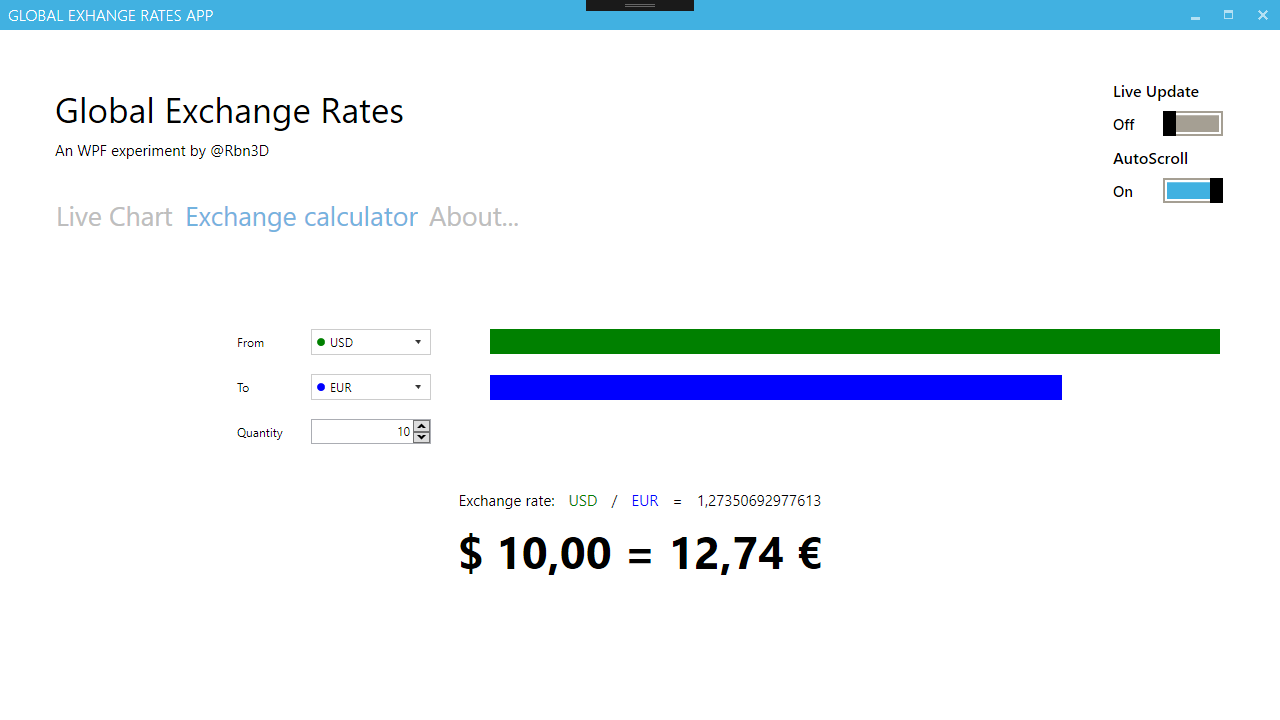 GLOBAL EXHANGE RATES APP
Global Exchange Rates
An WPF experiment by @Rbn3D
Live Update
Off
AutoScroll
On
Live Chart Exchange calculator About...
From USD
To EUR
Quantity 10
Exchange rate: USD / EUR = 1,27350692977613
$ 10,00 = 12,74 €